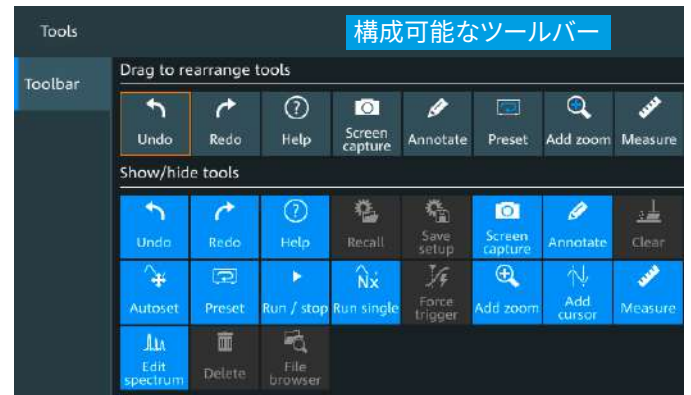 Tools
構成可能なツールバー
Toolbar
Drag to rearrange tools
Undo Redo Help Screen capture Annotate Preset Add zoom Measure
Show/hide tools
Undo Redo Help Recall Save setup Screen capture Annotate Clear
Autoset Preset Run / stop Run single Force trigger Add zoom Add cursor Measure
Edit spectrum Delete File browser